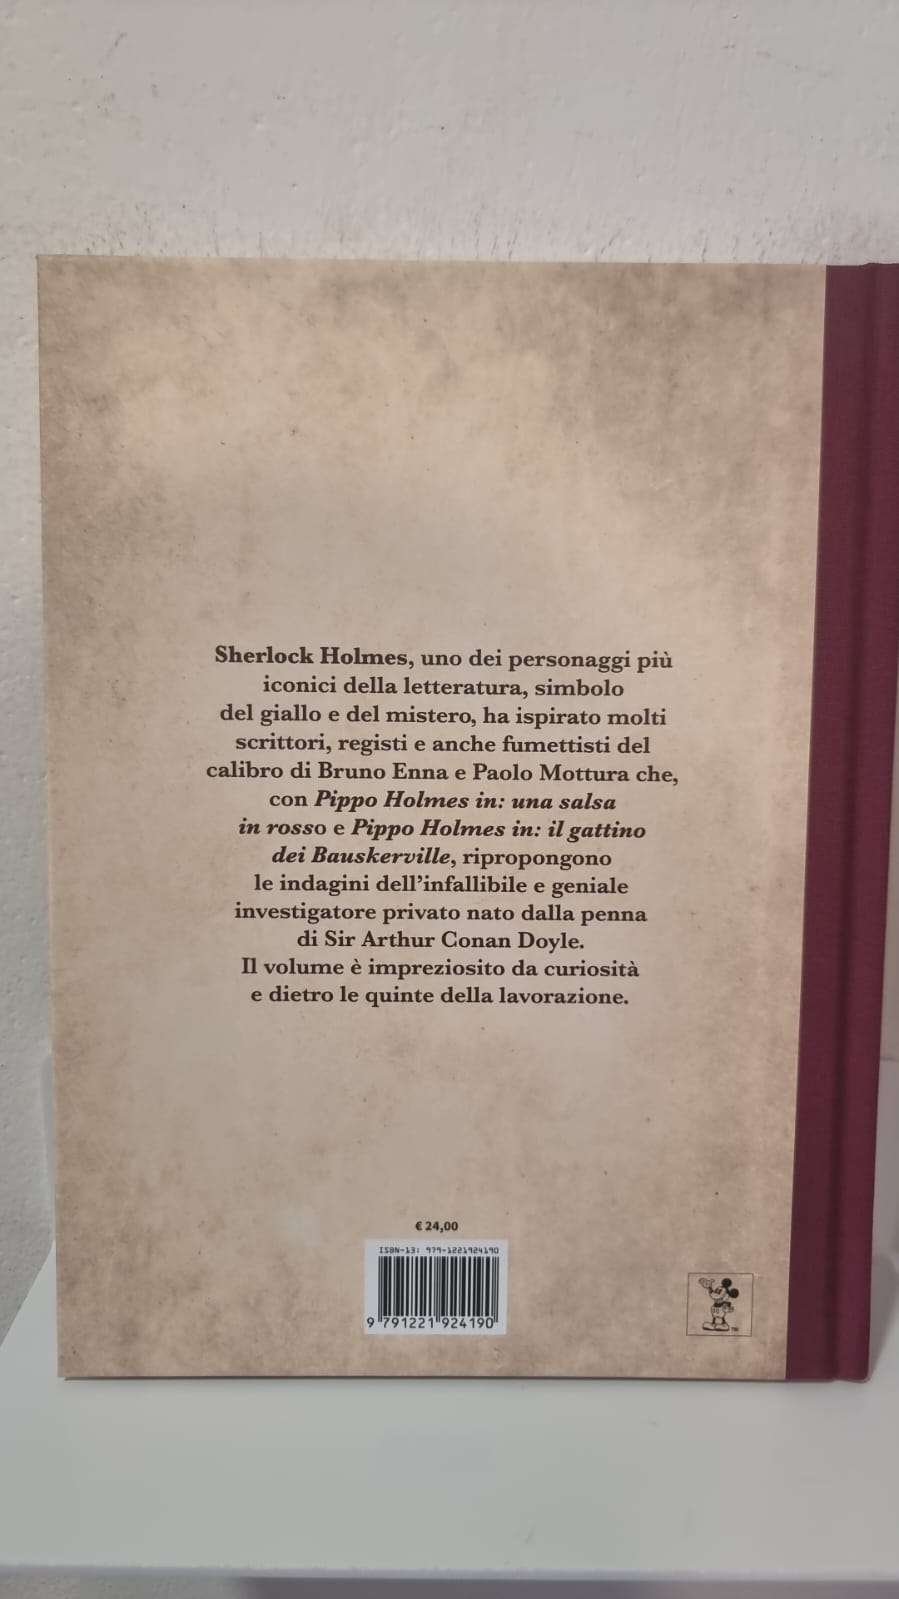 Sherlock Holmes, uno dei personaggi più
iconici della letteratura, simbolo
del giallo e del mistero, ha ispirato molti
scrittori, registi e anche fumettisti del
calibro di Bruno Enna e Paolo Mottura che,
con Pippo Holmes in: una salsa
in rosso e Pippo Holmes in: il gattino
dei Bauskerville, ripropongono
le indagini dell'infallibile e geniale
investigatore privato nato dalla penna
di Sir Arthur Conan Doyle.
Il volume è impreziosito da curiosità
e dietro le quinte della lavorazione.
€ 24,00
ISBN-13: 979-1221924190
9 791221 924190
TM